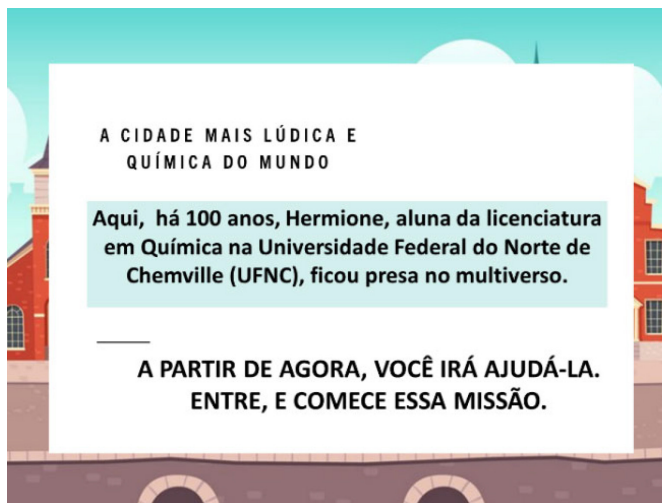 A CIDADE MAIS LÚDICA E
QUÍMICA DO MUNDO
Aqui, há 100 anos, Hermione, aluna da licenciatura
em Química na Universidade Federal do Norte de
Chemville (UFNC), ficou presa no multiverso.
A PARTIR DE AGORA, VOCÊ IRÁ AJUDÁ-LA.
ENTRE, E COMECE ESSA MISSÃO.